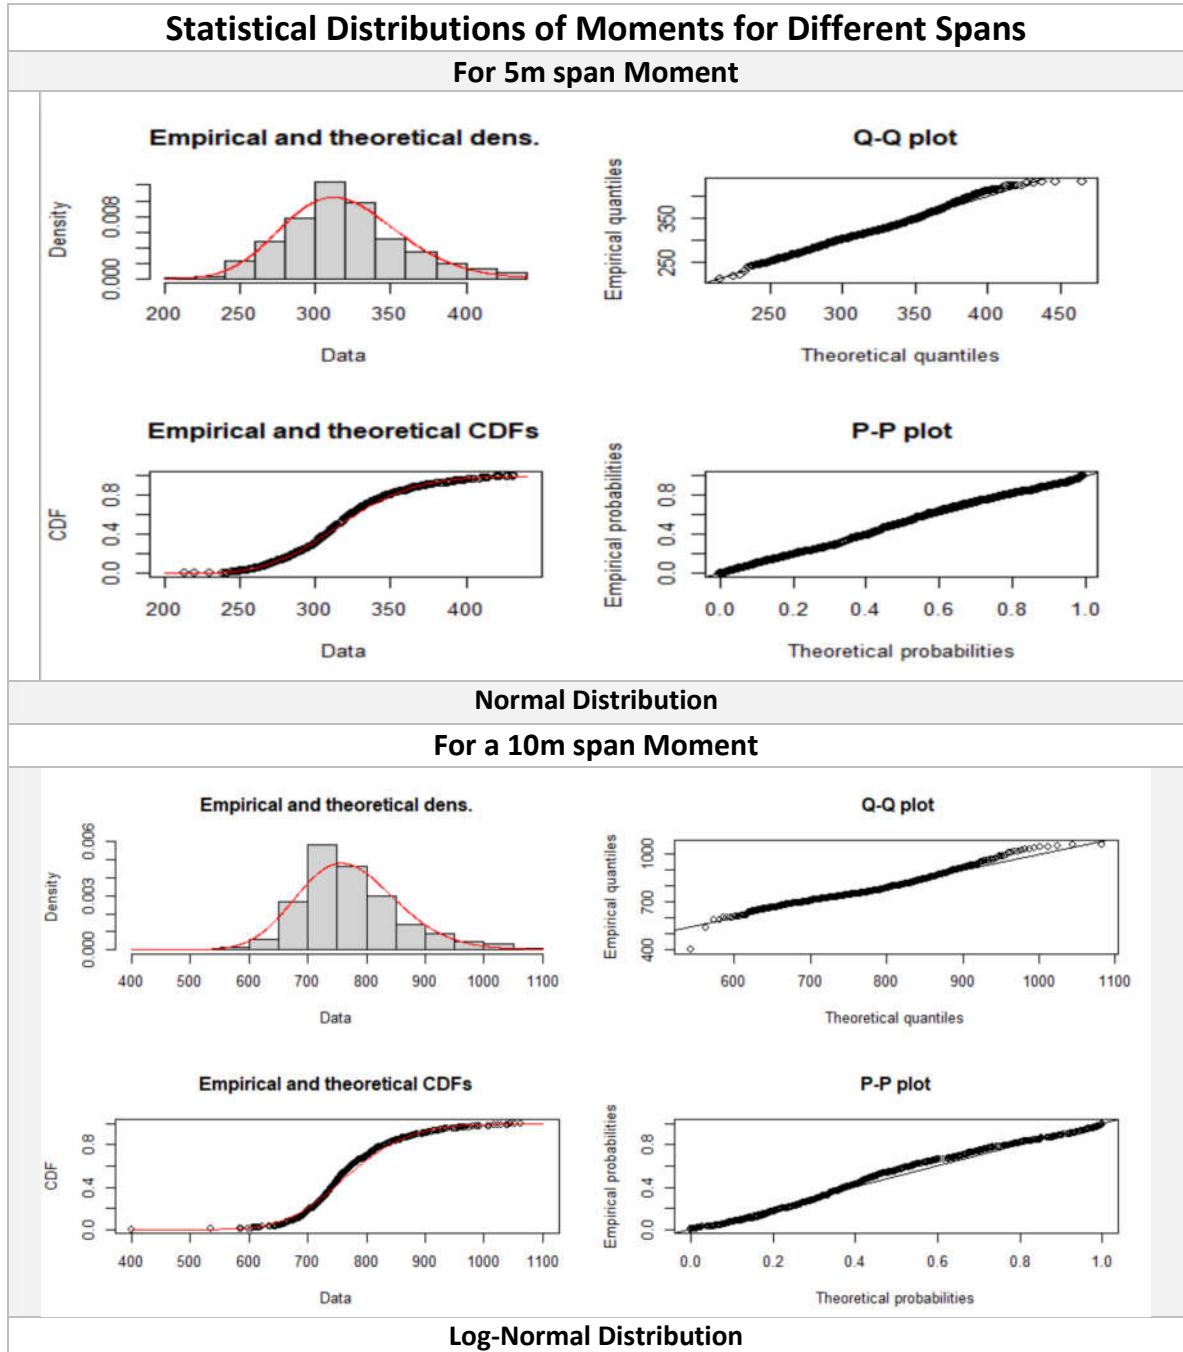 Statistical Distributions of Moments for Different Spans
For 5m span Moment
Empirical and theoretical dens.
Density
0.000 0.008
200 250 300 350 400
Data
Q-Q plot
Empirical quantiles
250 350
250 300 350 400 450
Theoretical quantiles
Empirical and theoretical CDFs
CDF
0.0 0.4 0.8
200 250 300 350 400
Data
P-P plot
Empirical probabilities
0.0 0.4 0.8
0.0 0.2 0.4 0.6 0.8 1.0
Theoretical probabilities
Normal Distribution
For a 10m span Moment
Empirical and theoretical dens.
Density
0.000 0.003 0.006
400 500 600 700 800 900 1000 1100
Data
Q-Q plot
Empirical quantiles
400 700 1000
600 700 800 900 1000 1100
Theoretical quantiles
Empirical and theoretical CDFs
CDF
0.0 0.4 0.8
400 500 600 700 800 900 1000 1100
Data
P-P plot
Empirical probabilities
0.0 0.4 0.8
0.0 0.2 0.4 0.6 0.8 1.0
Theoretical probabilities
Log-Normal Distribution